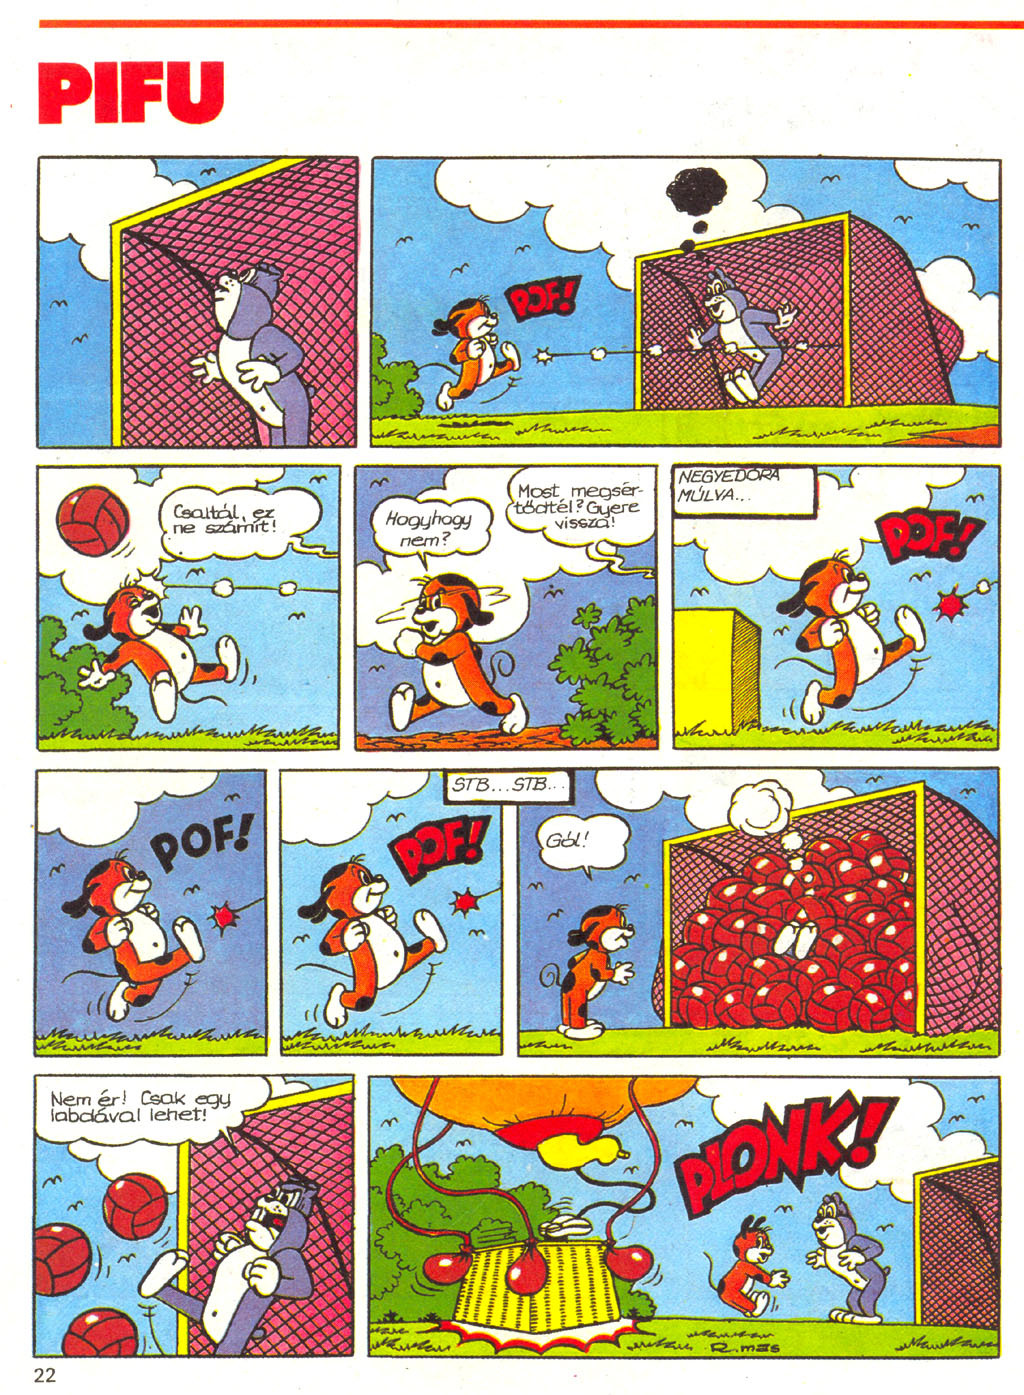 PIFU
POF!
Csaltál, ez
ne számít!
Hogyhogy
nem?
Most megsér-
tődtél? Gyere
vissza!
NEGYEDÓRA
MÚLVA...
POF!
POF!
STB...STB...
POF!
Gól!
Nem ér! Csak egy
labdával lehet!
PLONK!
R. mas
22